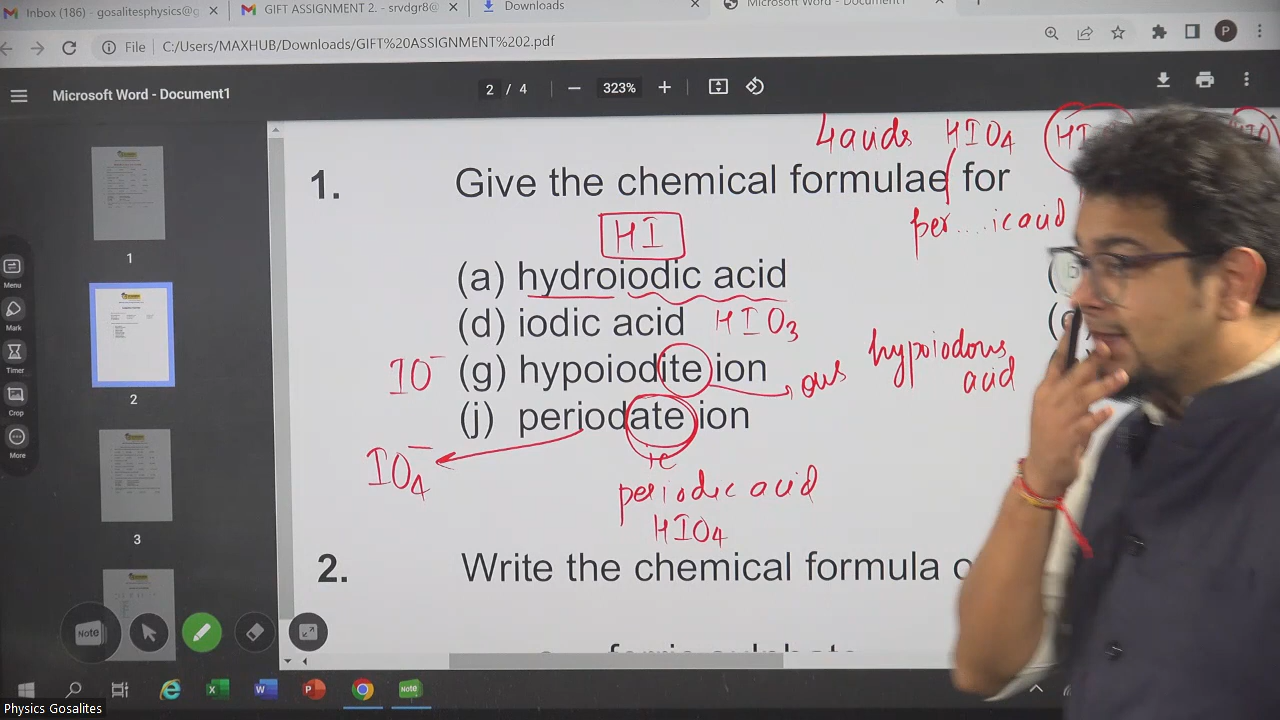 Inbox (186) - gosalitesphysics@g
GIFT ASSIGNMENT 2. - srvdgr8@
Downloads
Microsoft Word - Document1
File C:/Users/MAXHUB/Downloads/GIFT%20ASSIGNMENT%202.pdf
Microsoft Word - Document1
2 / 4
323%
4 acids HIO4
1. Give the chemical formulae for
per....ic acid
HI
(a) hydroiodic acid
(d) iodic acid HIO3
IO⁻ (g) hypoiodite ion ous hypoiodous acid
(j) periodate ion
IO4⁻
ic
periodic acid
HIO4
2. Write the chemical formula o
1
2
3
Menu
Mark
Timer
Crop
More
Note
Note
Physics Gosalites